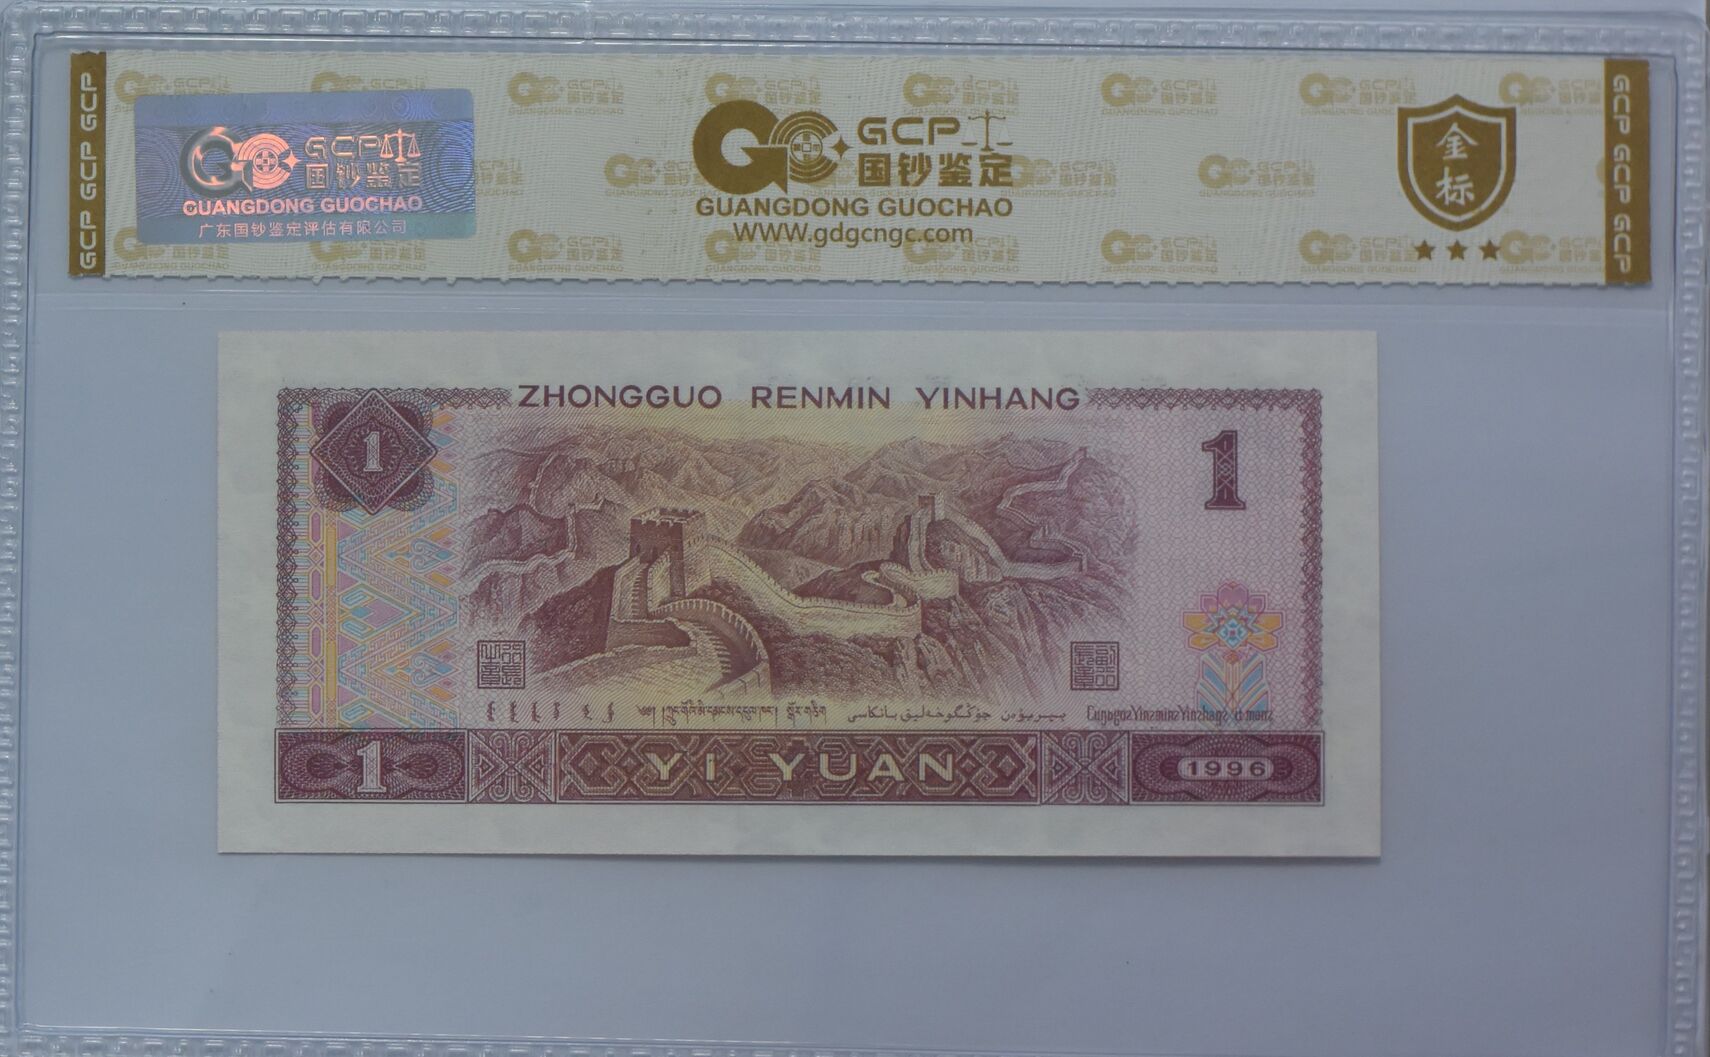 GCP GCP GCP
GCP
国钞鉴定
GUANGDONG GUOCHAO
广东国钞鉴定评估有限公司
GCP
国钞鉴定
GUANGDONG GUOCHAO
WWW.gdgcngc.com
金标
GCP GCP GCP
ZHONGGUO RENMIN YINHANG
1
1
1
YI YUAN
1996